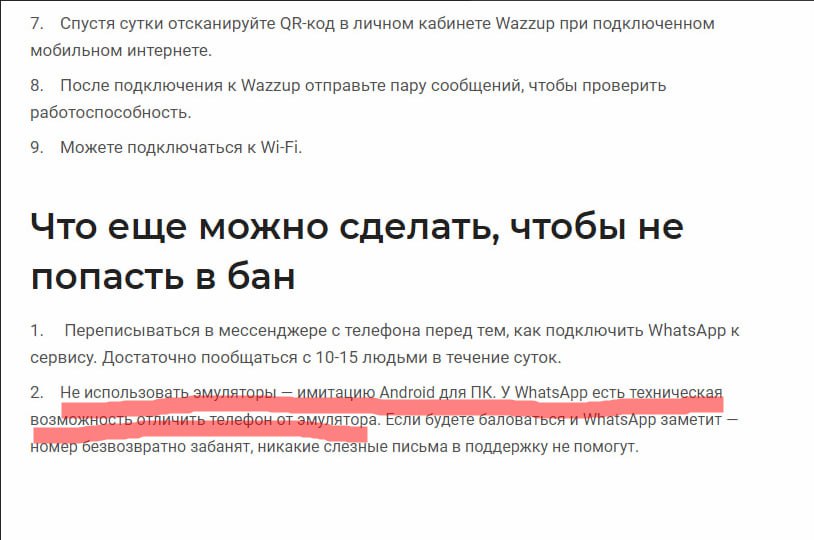 7. Спустя сутки отсканируйте QR-код в личном кабинете Wazzup при подключенном
мобильном интернете.
8. После подключения к Wazzup отправьте пару сообщений, чтобы проверить
работоспособность.
9. Можете подключаться к Wi-Fi.
Что еще можно сделать, чтобы не
попасть в бан
1. Переписываться в мессенджере с телефона перед тем, как подключить WhatsApp к
сервису. Достаточно пообщаться с 10-15 людьми в течение суток.
2. Не использовать эмуляторы — имитацию Android для ПК. У WhatsApp есть техническая
возможность отличить телефон от эмулятора. Если будете баловаться и WhatsApp заметит —
номер безвозвратно забанят, никакие слезные письма в поддержку не помогут.